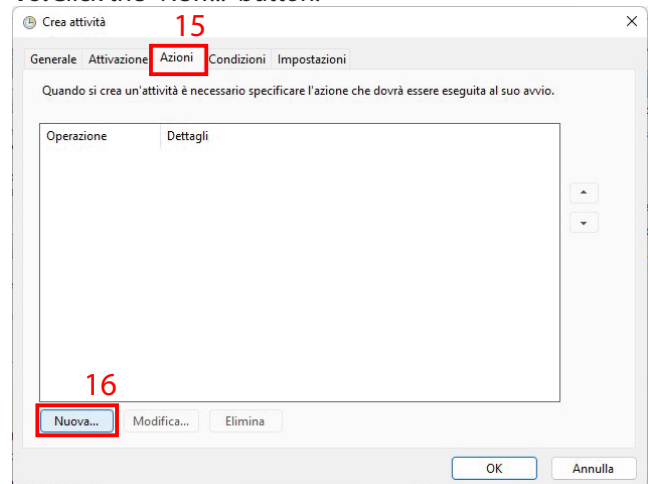 Crea attività
15
Generale Attivazione Azioni Condizioni Impostazioni
Quando si crea un'attività è necessario specificare l'azione che dovrà essere eseguita al suo avvio.
Operazione Dettagli
16
Nuova... Modifica... Elimina
OK Annulla